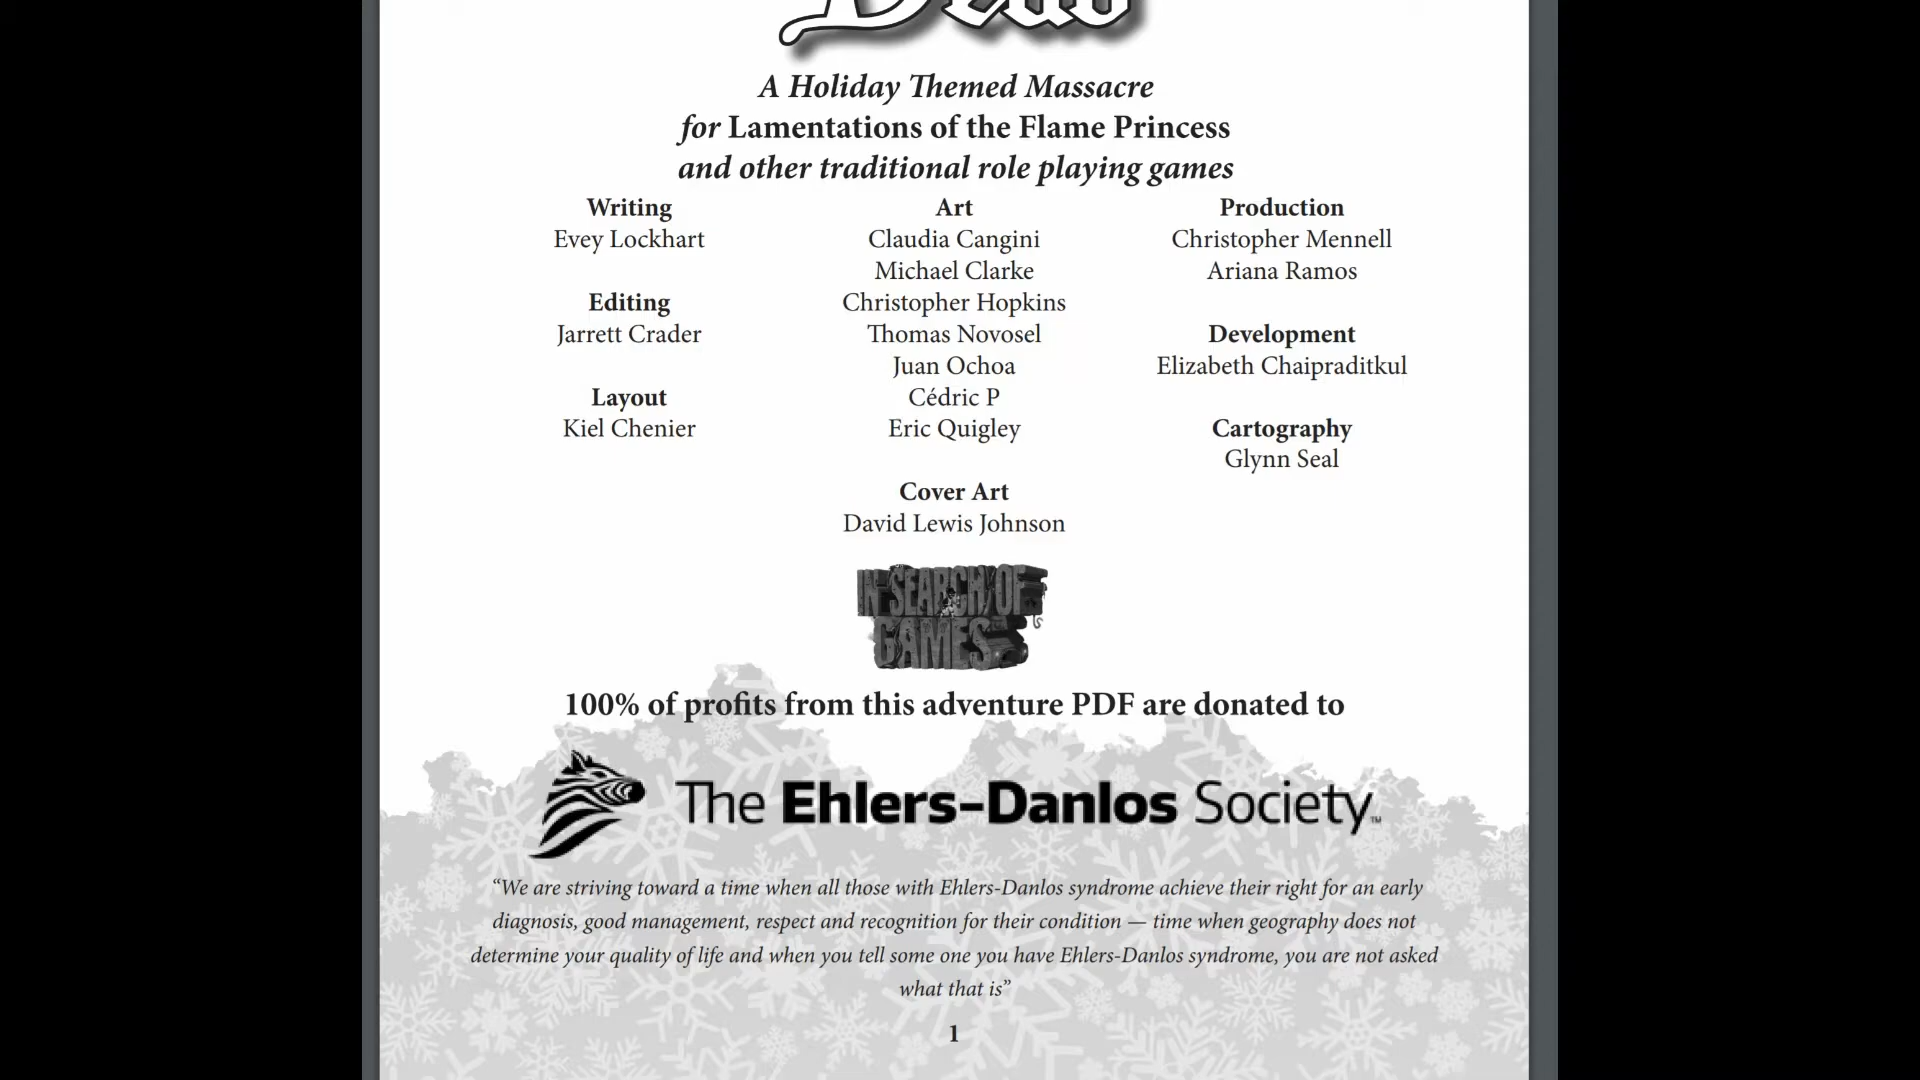 Dead
A Holiday Themed Massacre
for Lamentations of the Flame Princess
and other traditional role playing games
Writing
Evey Lockhart
Editing
Jarrett Crader
Layout
Kiel Chenier
Art
Claudia Cangini
Michael Clarke
Christopher Hopkins
Thomas Novosel
Juan Ochoa
Cédric P
Eric Quigley
Cover Art
David Lewis Johnson
Production
Christopher Mennell
Ariana Ramos
Development
Elizabeth Chaipraditkul
Cartography
Glynn Seal
IN SEARCH OF
GAMES
100% of profits from this adventure PDF are donated to
The Ehlers-Danlos Society™
“We are striving toward a time when all those with Ehlers-Danlos syndrome achieve their right for an early
diagnosis, good management, respect and recognition for their condition — time when geography does not
determine your quality of life and when you tell some one you have Ehlers-Danlos syndrome, you are not asked
what that is”
1